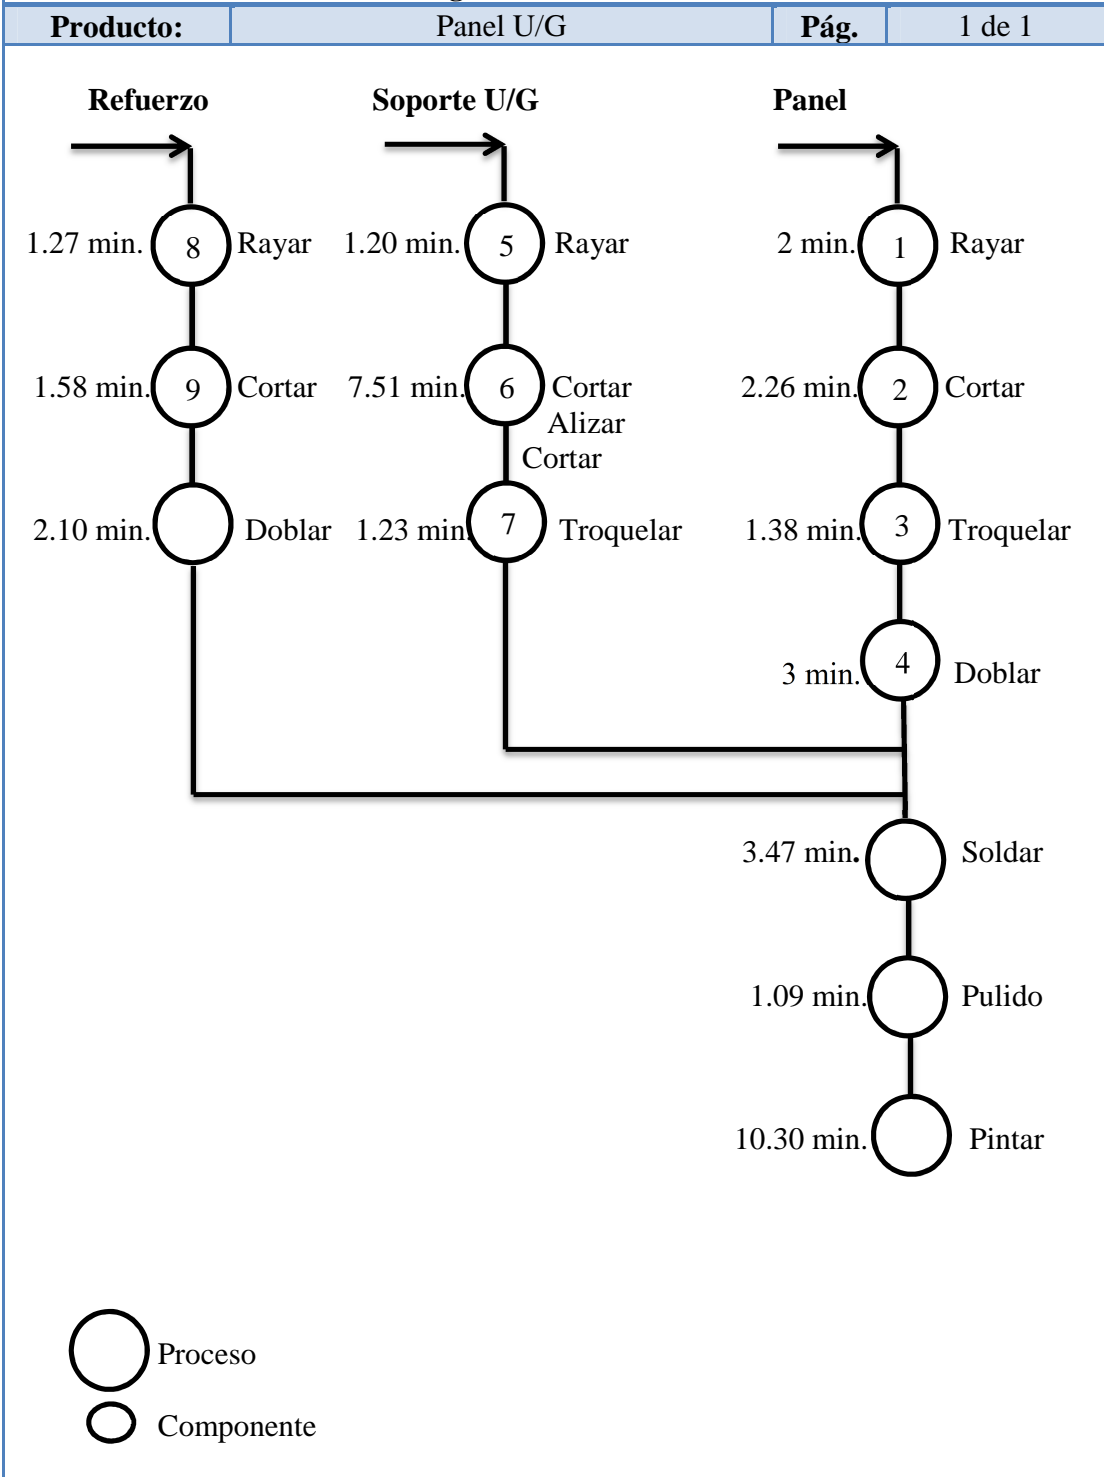 Producto: Panel U/G Pág. 1 de 1
Refuerzo Soporte U/G Panel
1.27 min. 8 Rayar 1.20 min. 5 Rayar 2 min. 1 Rayar
1.58 min. 9 Cortar 7.51 min. 6 Cortar 2.26 min. 2 Cortar
Alizar
Cortar
2.10 min. Doblar 1.23 min. 7 Troquelar 1.38 min. 3 Troquelar
3 min. 4 Doblar
3.47 min. Soldar
1.09 min. Pulido
10.30 min. Pintar
Proceso
Componente